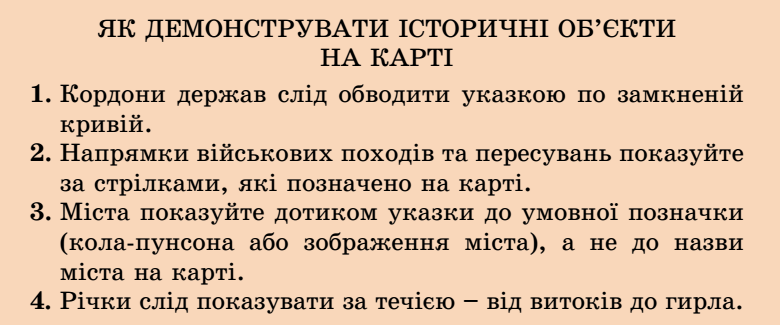 ЯК ДЕМОНСТРУВАТИ ІСТОРИЧНІ ОБ’ЄКТИ
НА КАРТІ
1. Кордони держав слід обводити указкою по замкненій
кривій.
2. Напрямки військових походів та пересувань показуйте
за стрілками, які позначено на карті.
3. Міста показуйте дотиком указки до умовної позначки
(кола-пунсона або зображення міста), а не до назви
міста на карті.
4. Річки слід показувати за течією – від витоків до гирла.